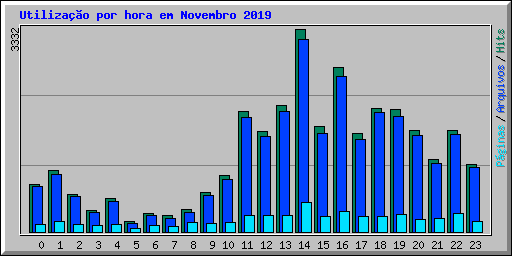 Utilização por hora em Novembro 2019
3332
Páginas / Arquivos / Hits
0 1 2 3 4 5 6 7 8 9 10 11 12 13 14 15 16 17 18 19 20 21 22 23